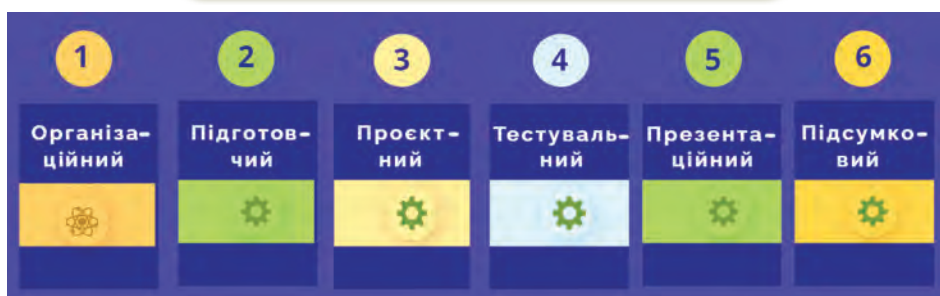 1
Організа-
ційний
2
Підготов-
чий
3
Проєкт-
ний
4
Тестуваль-
ний
5
Презента-
ційний
6
Підсумко-
вий